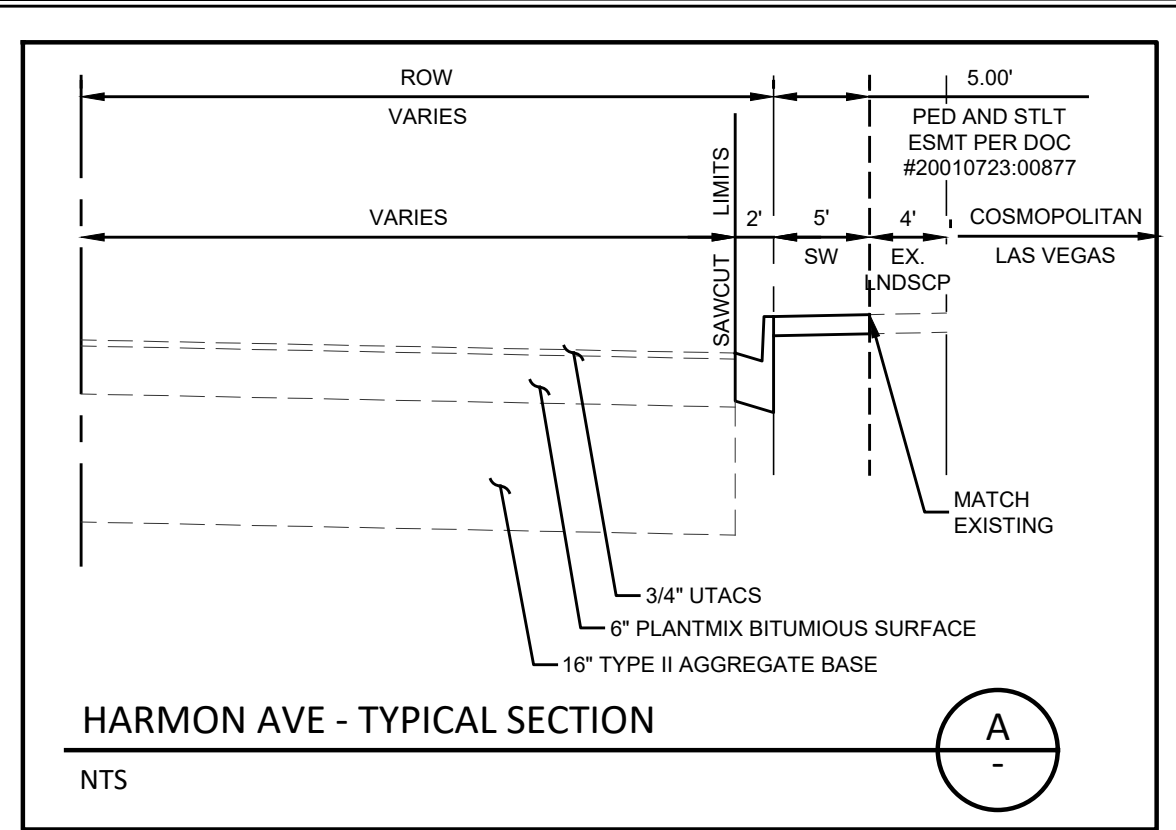 ROW
5.00'
VARIES
PED AND STLT
ESMT PER DOC
#20010723:00877
SAWCUT LIMITS
VARIES
2'
5'
4'
COSMOPOLITAN
SW
EX.
LAS VEGAS
LNDSCP
MATCH
EXISTING
3/4" UTACS
6" PLANTMIX BITUMIOUS SURFACE
16" TYPE II AGGREGATE BASE
HARMON AVE - TYPICAL SECTION
A
-
NTS